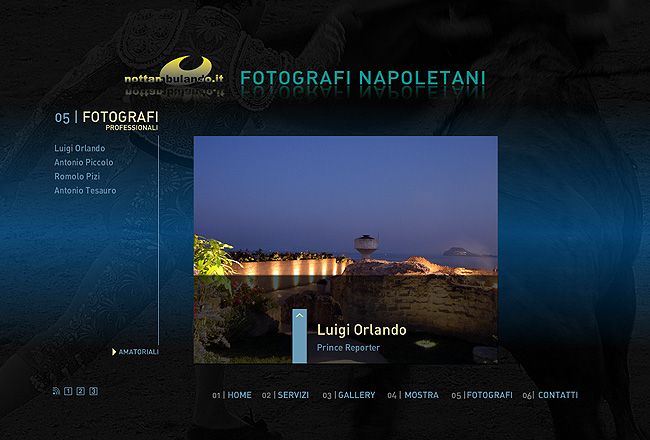 nottambulando.it
FOTOGRAFI NAPOLETANI
05 | FOTOGRAFI
PROFESSIONALI
Luigi Orlando
Antonio Piccolo
Romolo Pizi
Antonio Tesauro
Luigi Orlando
Prince Reporter
AMATORIALI
1 2 3
01 | HOME 02 | SERVIZI 03 | GALLERY 04 | MOSTRA 05 | FOTOGRAFI 06 | CONTATTI